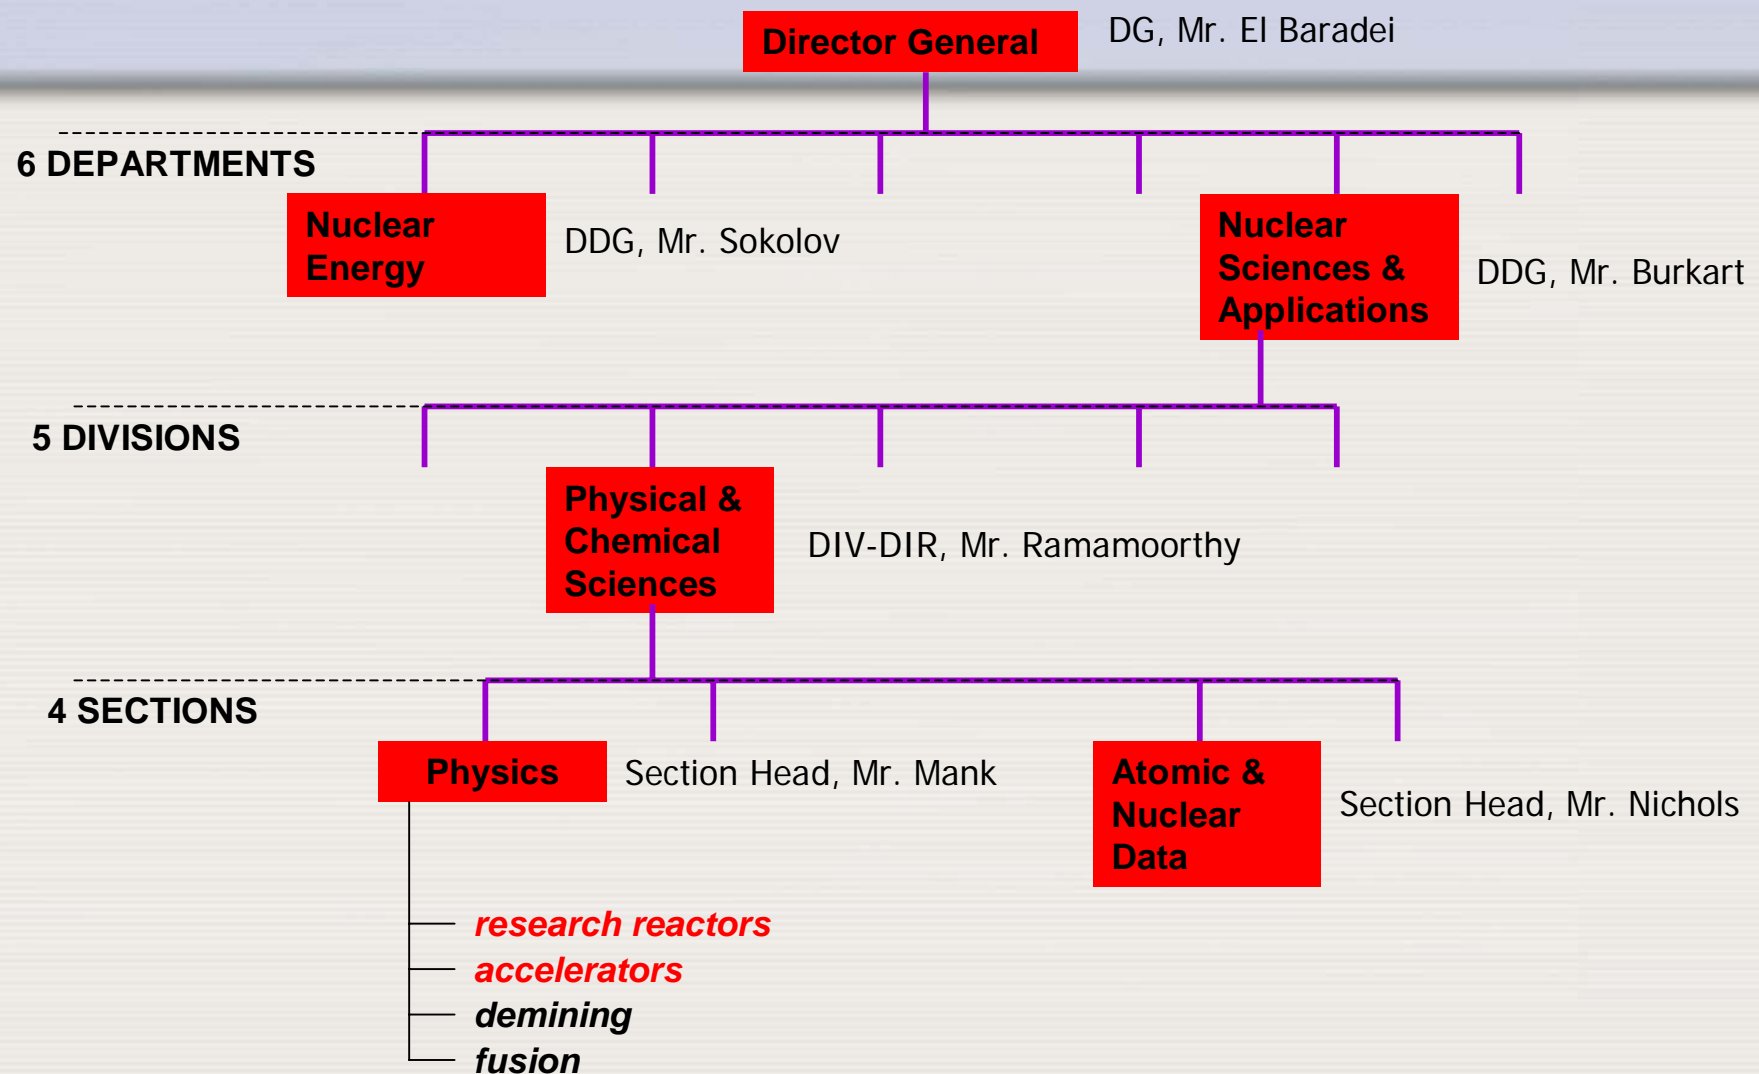 Director General
DG, Mr. El Baradei
6 DEPARTMENTS
Nuclear
Energy
DDG, Mr. Sokolov
Nuclear
Sciences &
Applications
DDG, Mr. Burkart
5 DIVISIONS
Physical &
Chemical
Sciences
DIV-DIR, Mr. Ramamoorthy
4 SECTIONS
Physics
Section Head, Mr. Mank
Atomic &
Nuclear
Data
Section Head, Mr. Nichols
research reactors
accelerators
demining
fusion